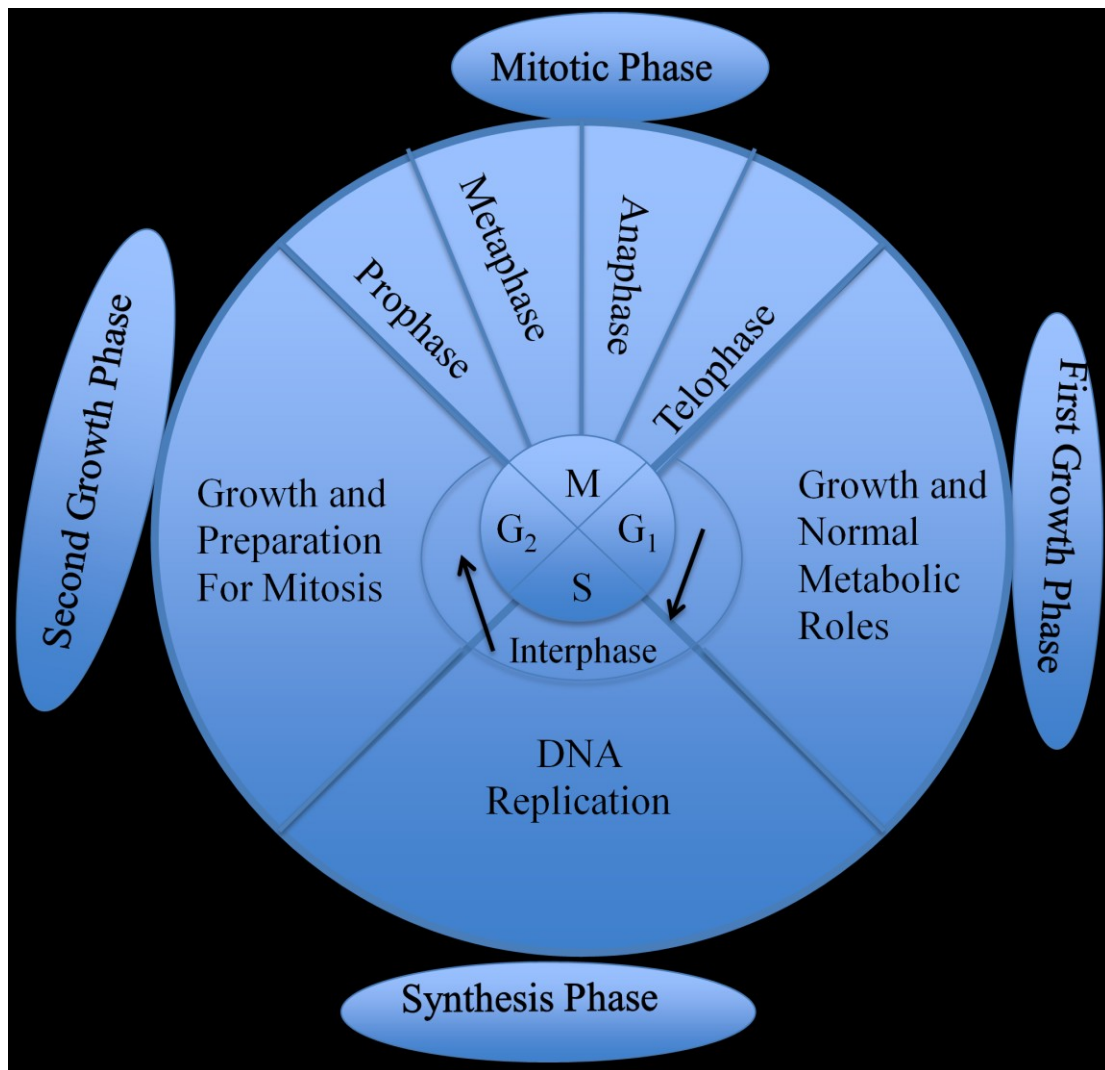 Mitotic Phase
Prophase
Metaphase
Anaphase
Telophase
Second Growth Phase
First Growth Phase
Growth and
Preparation
For Mitosis
M
G₂
G₁
S
Interphase
Growth and
Normal
Metabolic
Roles
DNA
Replication
Synthesis Phase